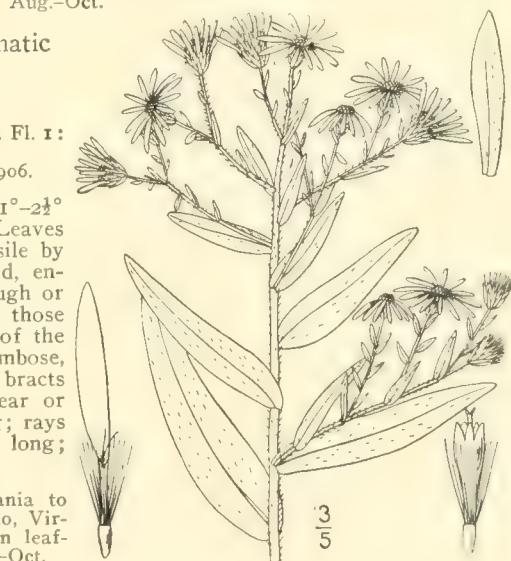 Aug.–Oct.
natic
. Fl. 1:
906.
1°–2½°
Leaves
sile by
d, en-
ugh or
those
of the
mbose,
bracts
ear or
; rays
long;
ania to
o, Vir-
n leaf-
–Oct.
3
5